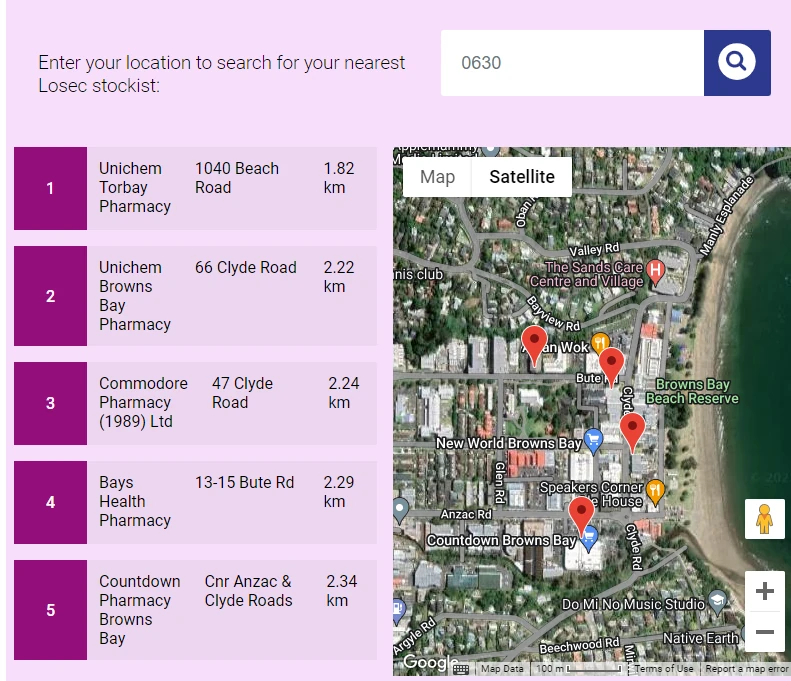 Enter your location to search for your nearest
Losec stockist:
0630
1
Unichem
Torbay
Pharmacy
1040 Beach
Road
1.82
km
2
Unichem
Browns
Bay
Pharmacy
66 Clyde Road
2.22
km
3
Commodore
Pharmacy
(1989) Ltd
47 Clyde
Road
2.24
km
4
Bays
Health
Pharmacy
13-15 Bute Rd
2.29
km
5
Countdown
Pharmacy
Browns
Bay
Cnr Anzac &
Clyde Roads
2.34
km
Map
Satellite
Manly Esplanade
Valley Rd
nis club
The Sands Care
Centre and Village
H
Bayview Rd
an Wok
Bute
Clyde
Browns Bay
Beach Reserve
New World Browns Bay
Glen Rd
Speakers Corner
House
Anzac Rd
Countdown Browns Bay
Clyde Rd
Do Mi No Music Studio
Argyle Rd
Beechwood Rd
Native Earth
Google
Map Data
100 m
Terms of Use
Report a map error